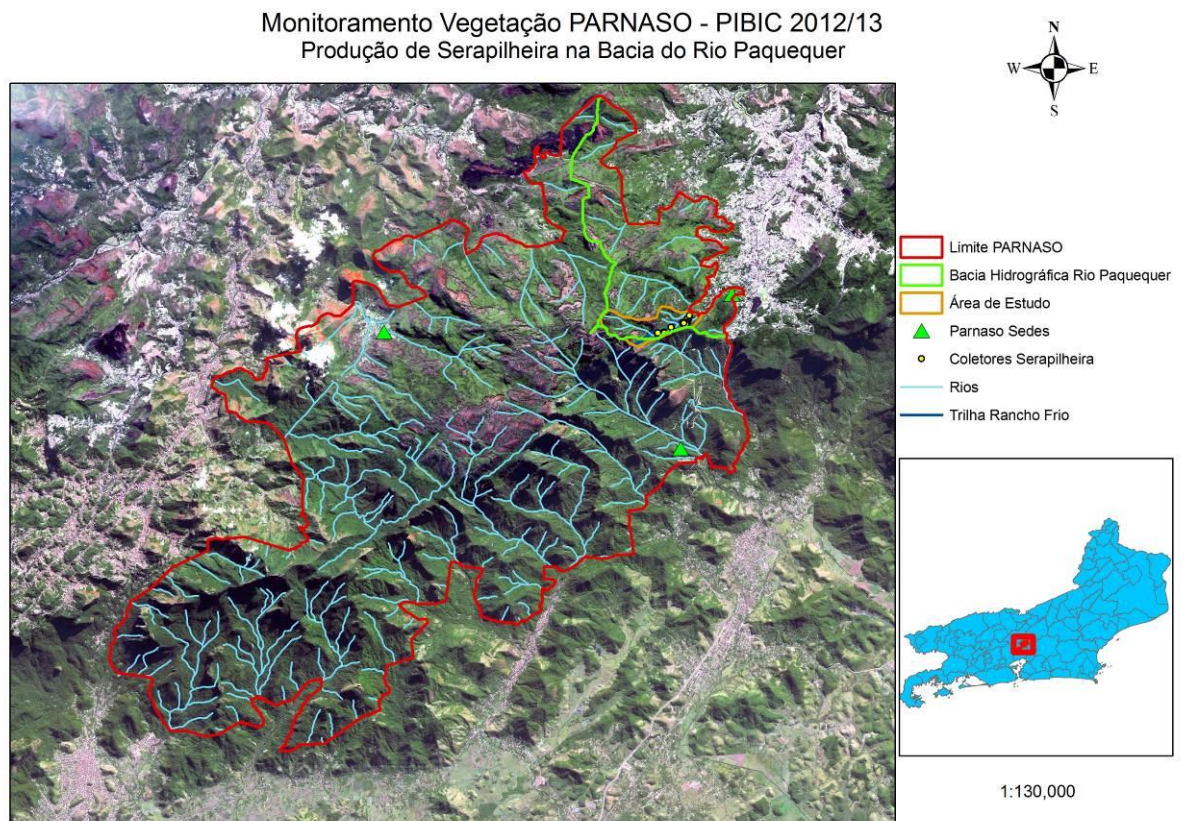 Monitoramento Vegetação PARNASO - PIBIC 2012/13
Produção de Serapilheira na Bacia do Rio Paquequer
N
W
E
S
Limite PARNASO
Bacia Hidrográfica Rio Paquequer
Área de Estudo
Parnaso Sedes
Coletores Serapilheira
Rios
Trilha Rancho Frio
1:130,000